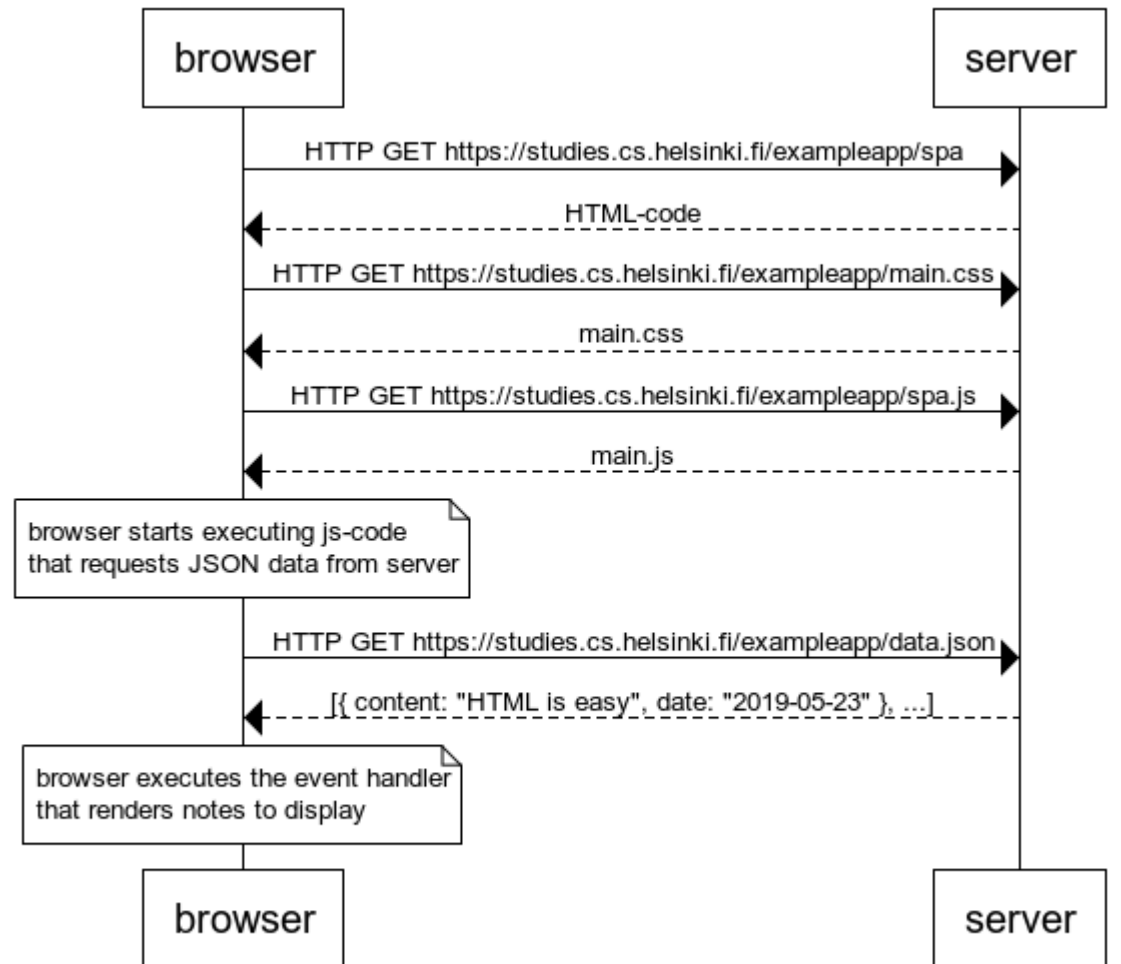 browser
server
HTTP GET https://studies.cs.helsinki.fi/exampleapp/spa
HTML-code
HTTP GET https://studies.cs.helsinki.fi/exampleapp/main.css
main.css
HTTP GET https://studies.cs.helsinki.fi/exampleapp/spa.js
main.js
browser starts executing js-code
that requests JSON data from server
HTTP GET https://studies.cs.helsinki.fi/exampleapp/data.json
[{ content: "HTML is easy", date: "2019-05-23" }, ...]
browser executes the event handler
that renders notes to display
browser
server